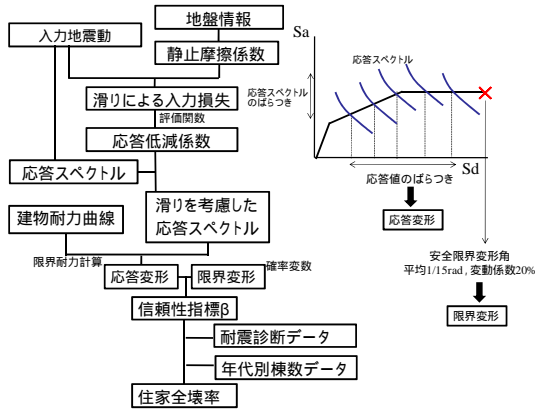 地盤情報
入力地震動
静止摩擦係数
滑りによる入力損失
評価関数
応答低減係数
応答スペクトル
滑りを考慮した
応答スペクトル
建物耐力曲線
限界耐力計算
応答変形
限界変形
確率変数
信頼性指標β
耐震診断データ
年代別棟数データ
住家全壊率
Sa
応答スペクトル
応答スペクトル
のばらつき
Sd
応答値のばらつき
応答変形
安全限界変形角
平均1/15rad,変動係数20%
限界変形